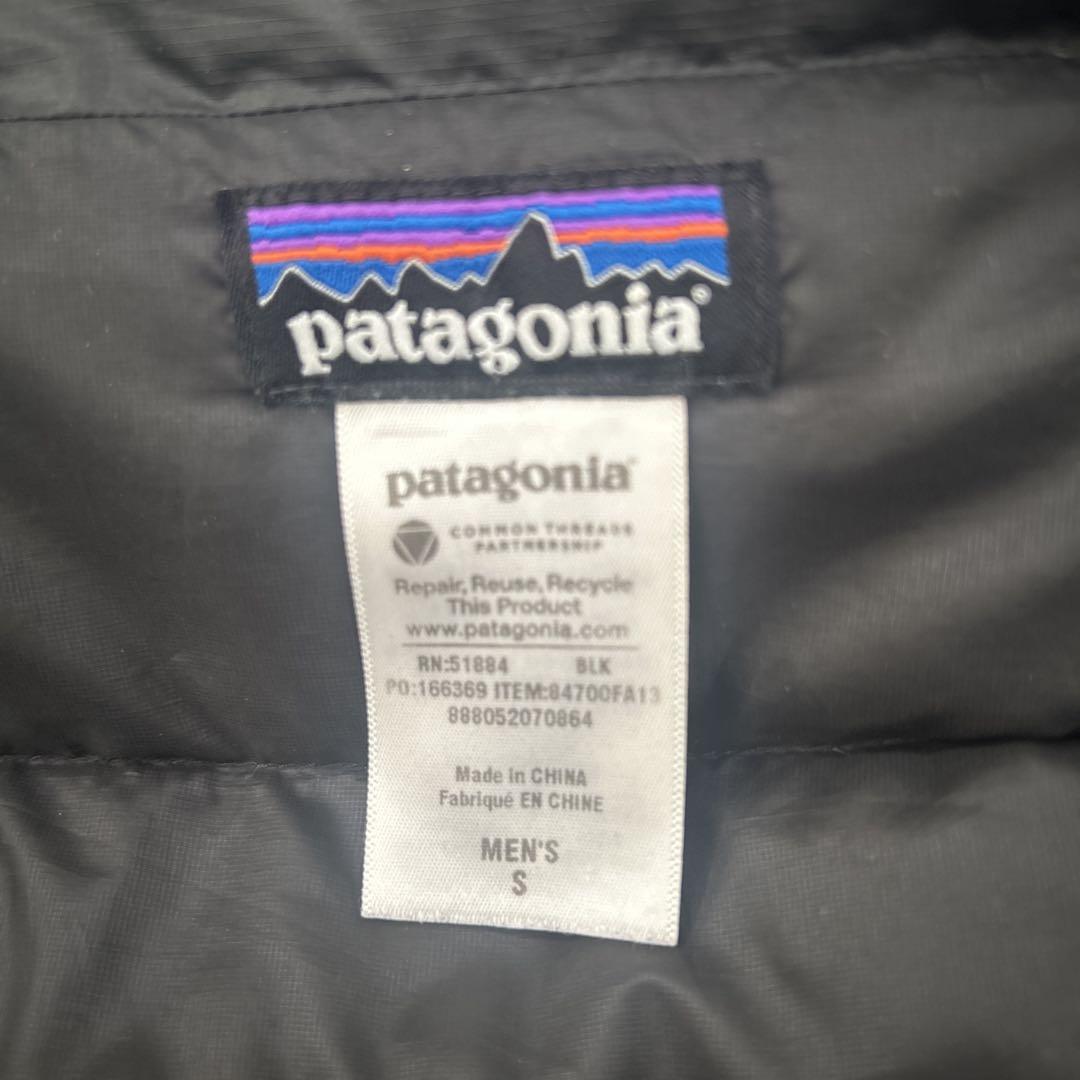 patagonia®
patagonia®
COMMON THREADS
PARTNERSHIP
Repair, Reuse, Recycle
This Product
www.patagonia.com
RN:51884 BLK
PO:166369 ITEM:84700FA13
888052070864
Made in CHINA
Fabriqué EN CHINE
MEN'S
S